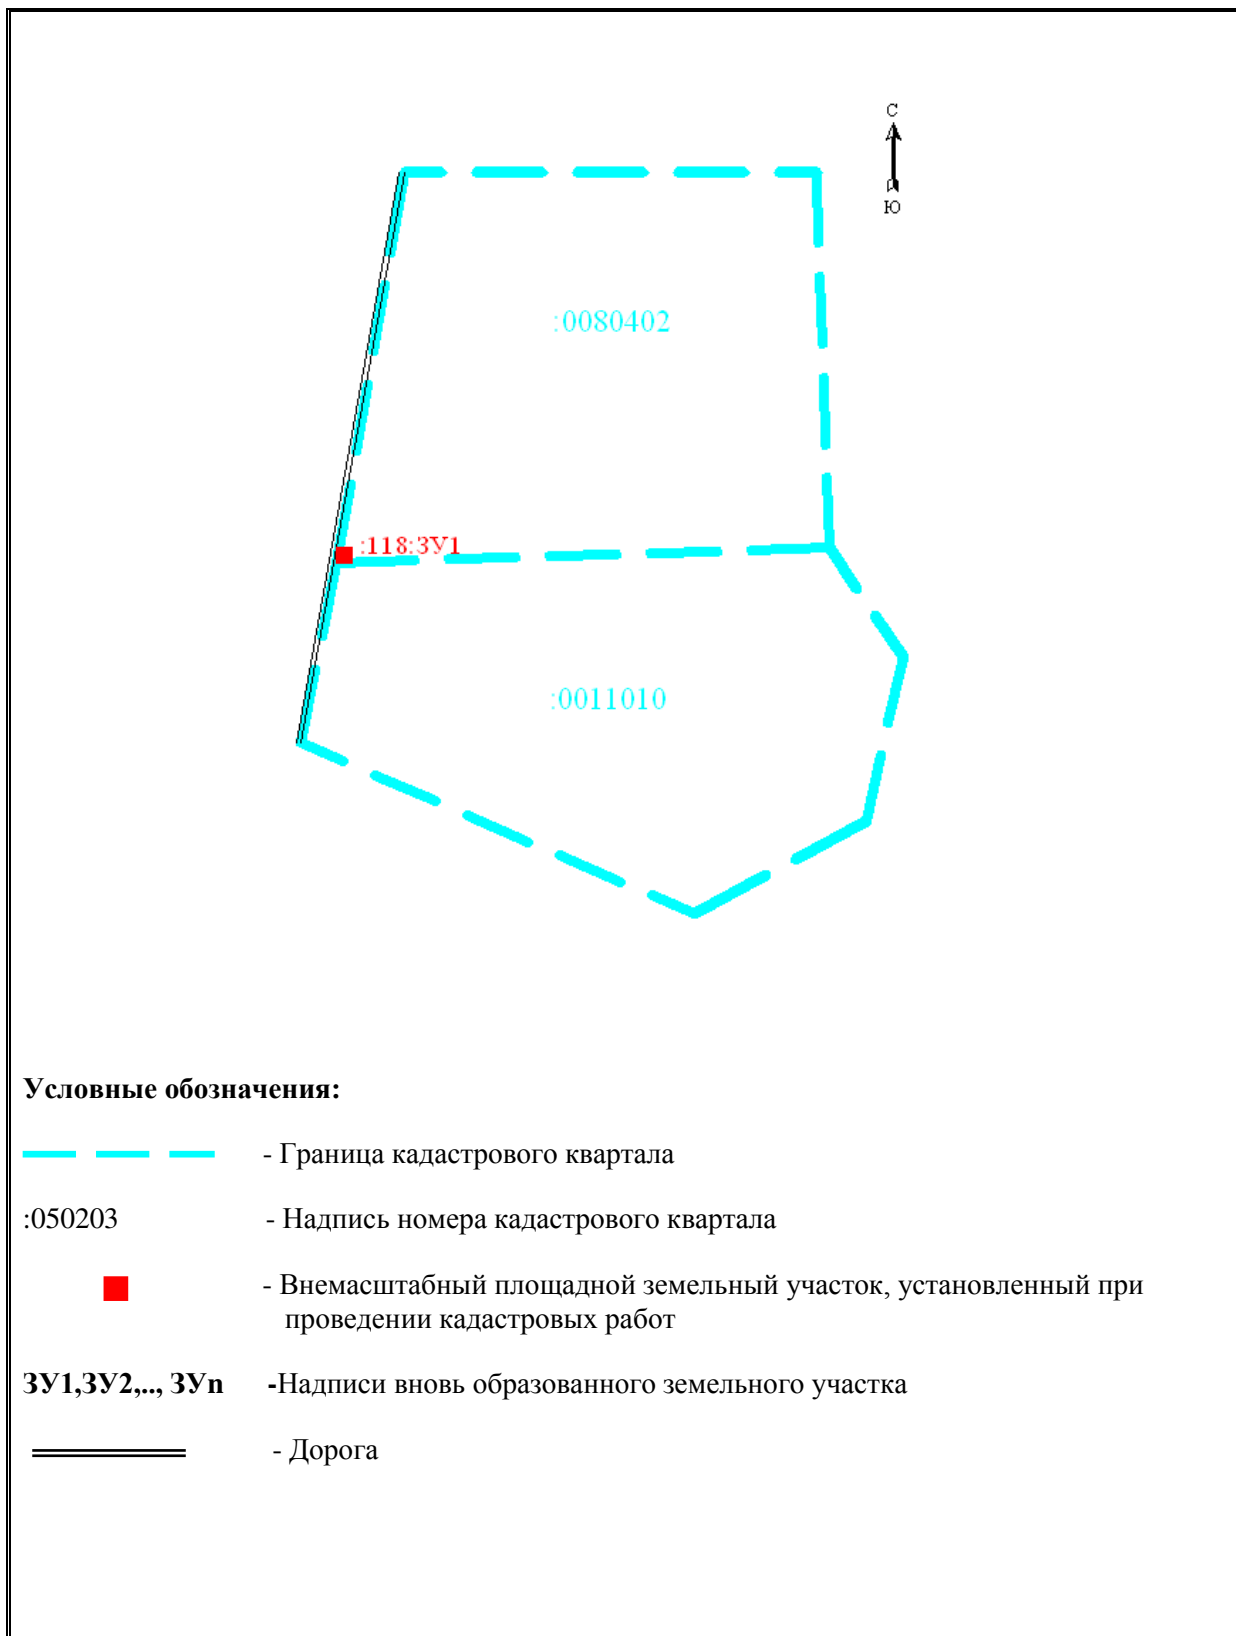 С
Ю
:0080402
:118:ЗУ1
:0011010
Условные обозначения:
- Граница кадастрового квартала
:050203 - Надпись номера кадастрового квартала
- Внемасштабный площадной земельный участок, установленный при
проведении кадастровых работ
ЗУ1,ЗУ2,.., ЗУn -Надписи вновь образованного земельного участка
- Дорога